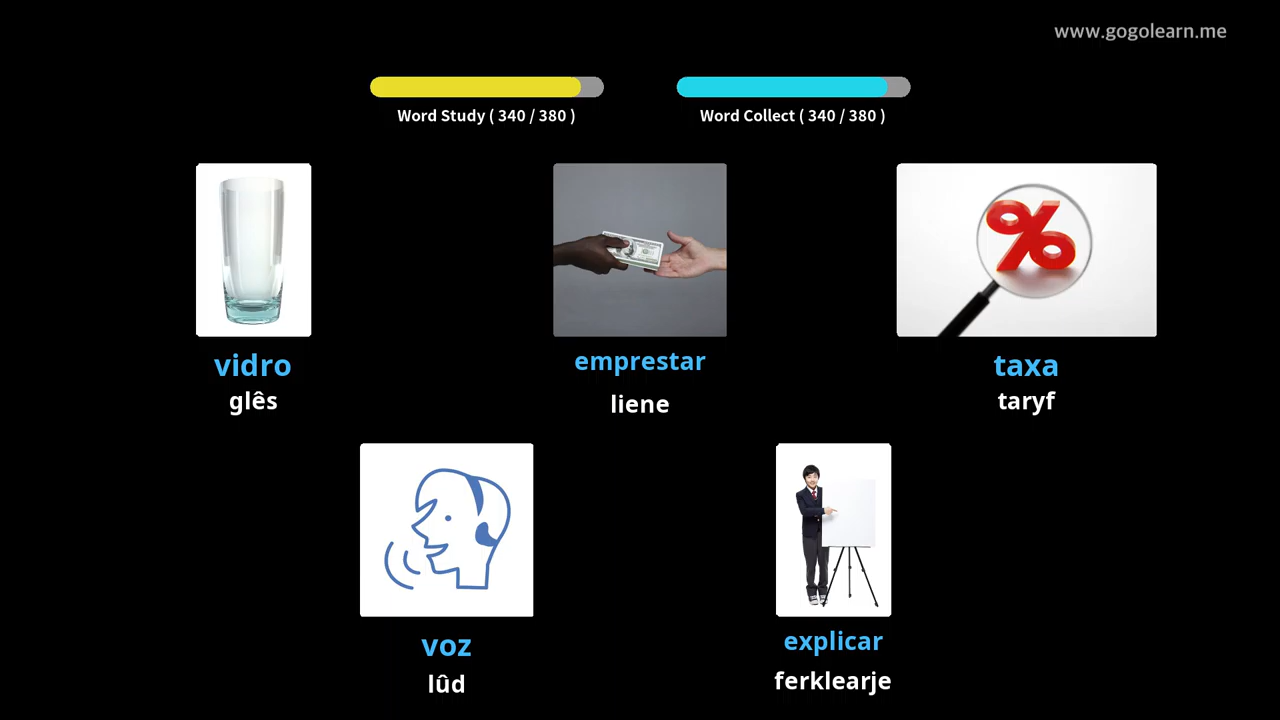 www.gogolearn.me
Word Study ( 340 / 380 )
Word Collect ( 340 / 380 )
%
vidro
glês
emprestar
liene
taxa
taryf
voz
lûd
explicar
ferklearje